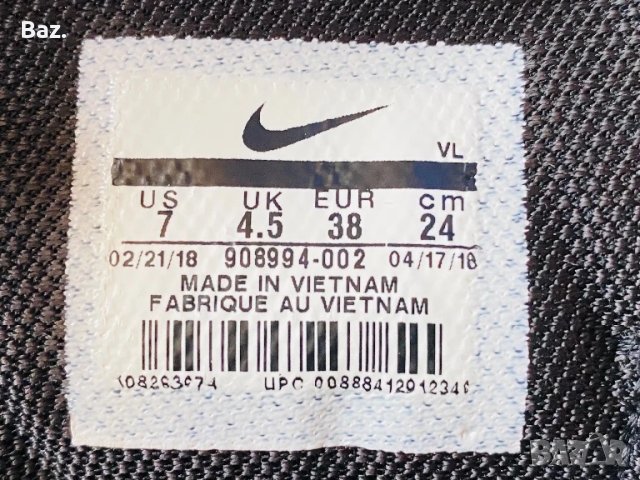 Baz.
VL
US UK EUR cm
7 4.5 38 24
02/21/18 908994-002 04/17/18
MADE IN VIETNAM
FABRIQUE AU VIETNAM
UPC
BAZAR